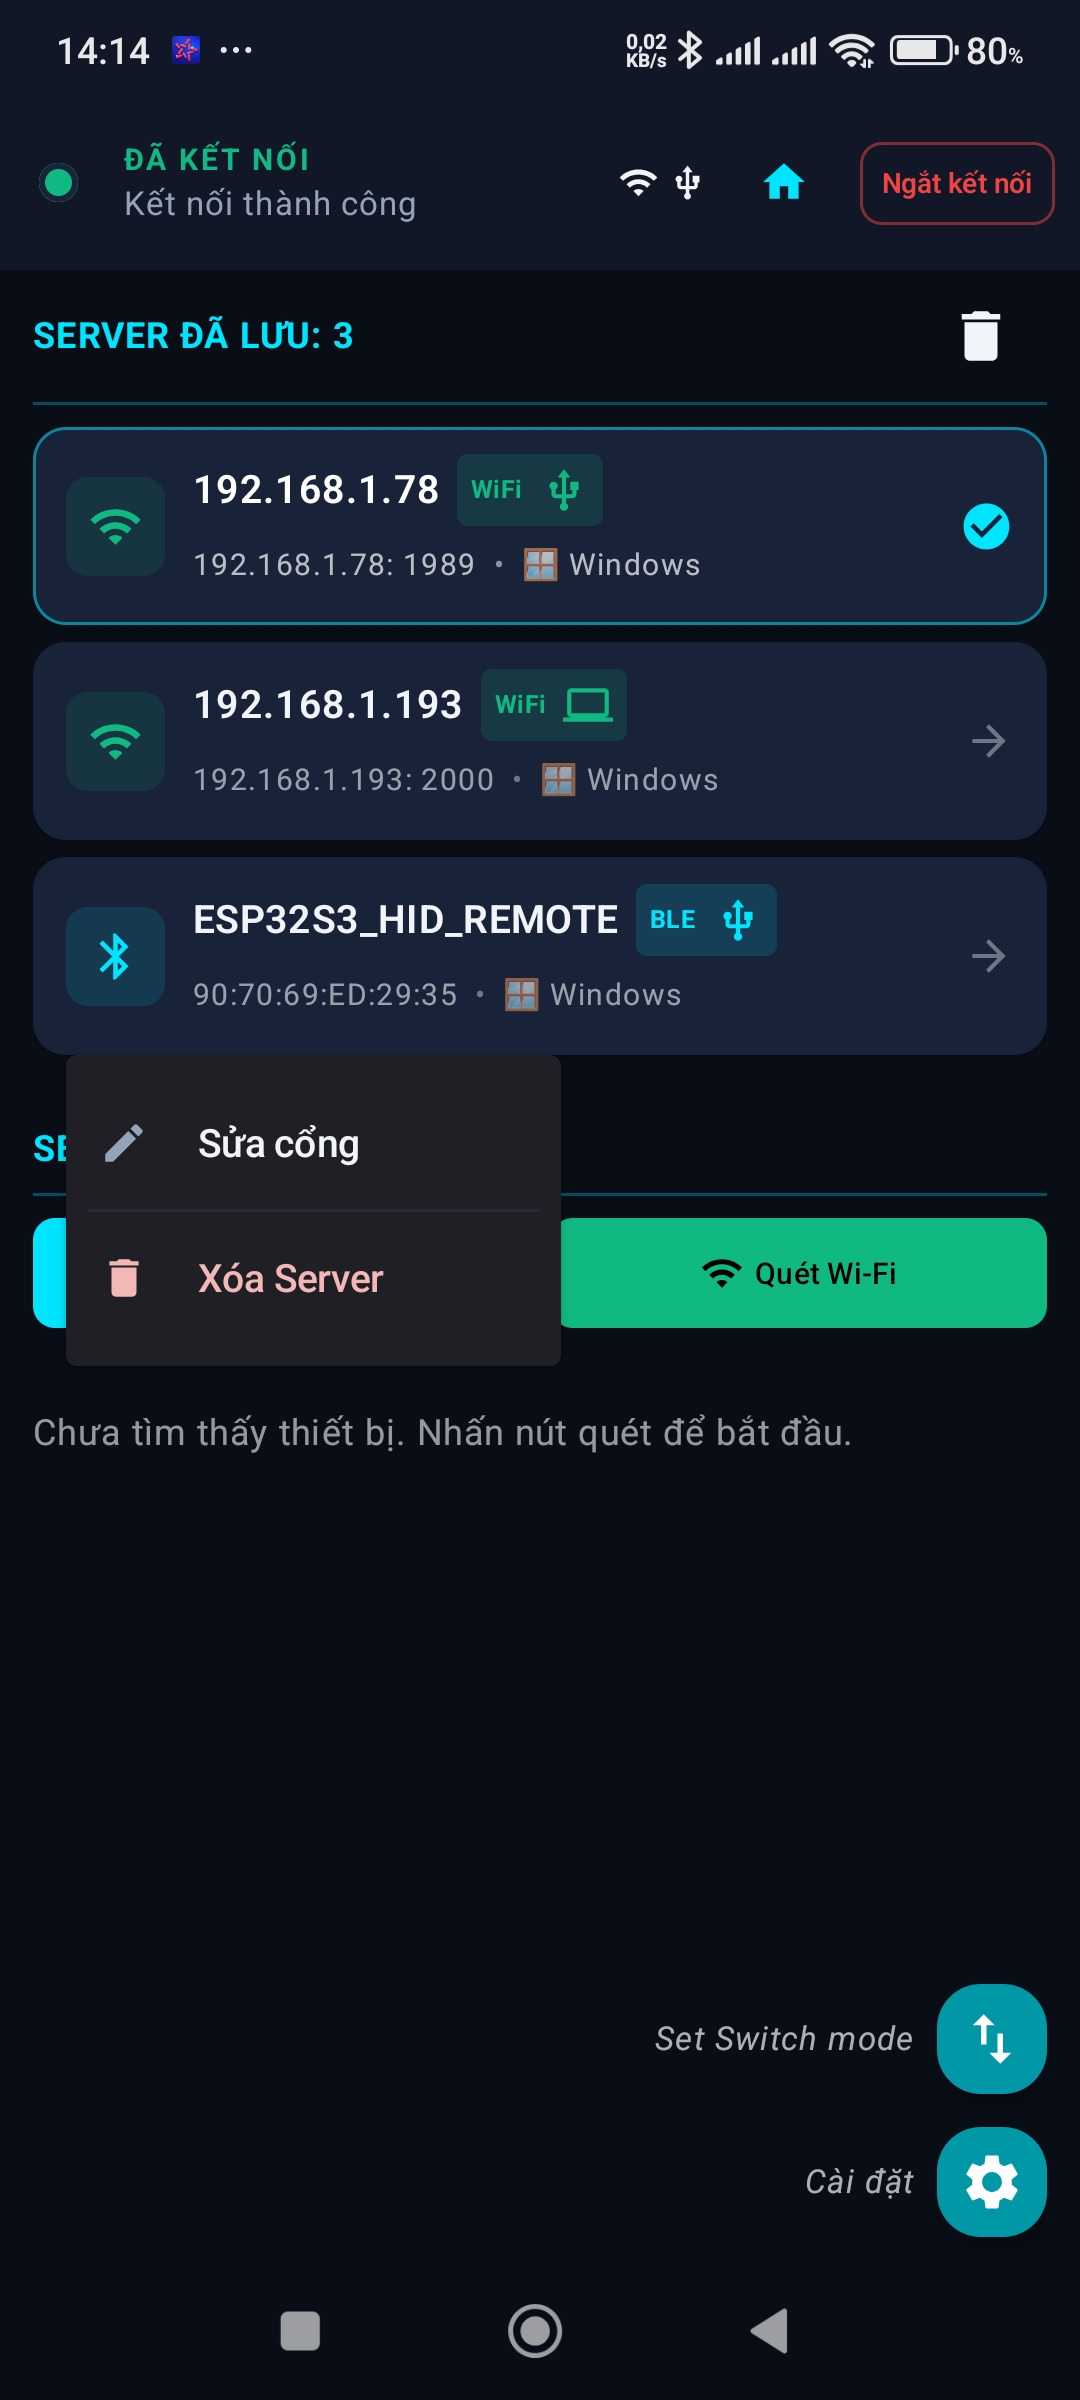 14:14
0,02
KB/s
80%
ĐÃ KẾT NỐI
Kết nối thành công
Ngắt kết nối
SERVER ĐÃ LƯU: 3
192.168.1.78 WiFi
192.168.1.78: 1989 • Windows
192.168.1.193 WiFi
192.168.1.193: 2000 • Windows
ESP32S3_HID_REMOTE BLE
90:70:69:ED:29:35 • Windows
Sửa cổng
Xóa Server
Quét Wi-Fi
Chưa tìm thấy thiết bị. Nhấn nút quét để bắt đầu.
Set Switch mode
Cài đặt